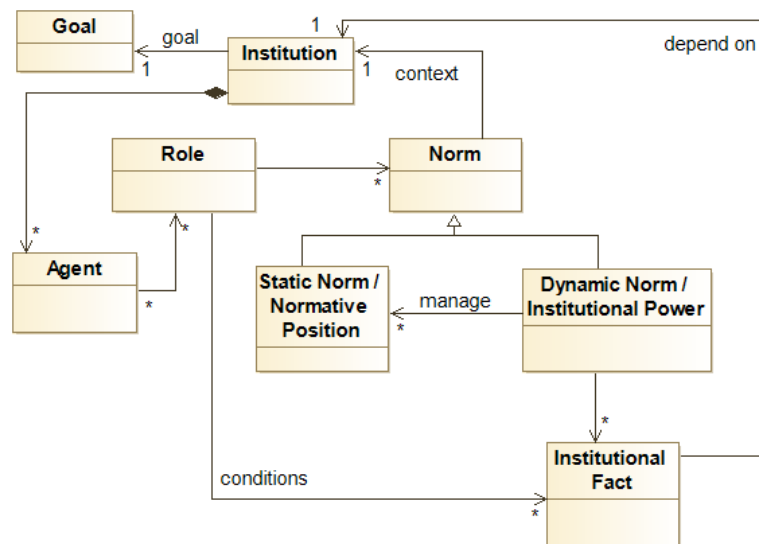 Goal
goal
1
Institution
1
depend on
1
context
*
Role
*
Norm
*
*
Agent
*
Static Norm /
Normative
Position
manage
*
Dynamic Norm /
Institutional Power
*
conditions
*
Institutional
Fact